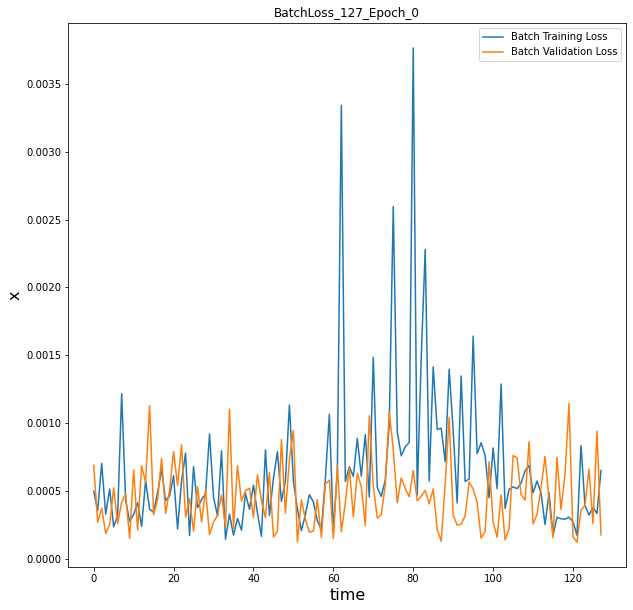 BatchLoss_127_Epoch_0
Batch Training Loss
Batch Validation Loss
0.0035
0.0030
0.0025
0.0020
0.0015
0.0010
0.0005
0.0000
x
0 20 40 60 80 100 120
time